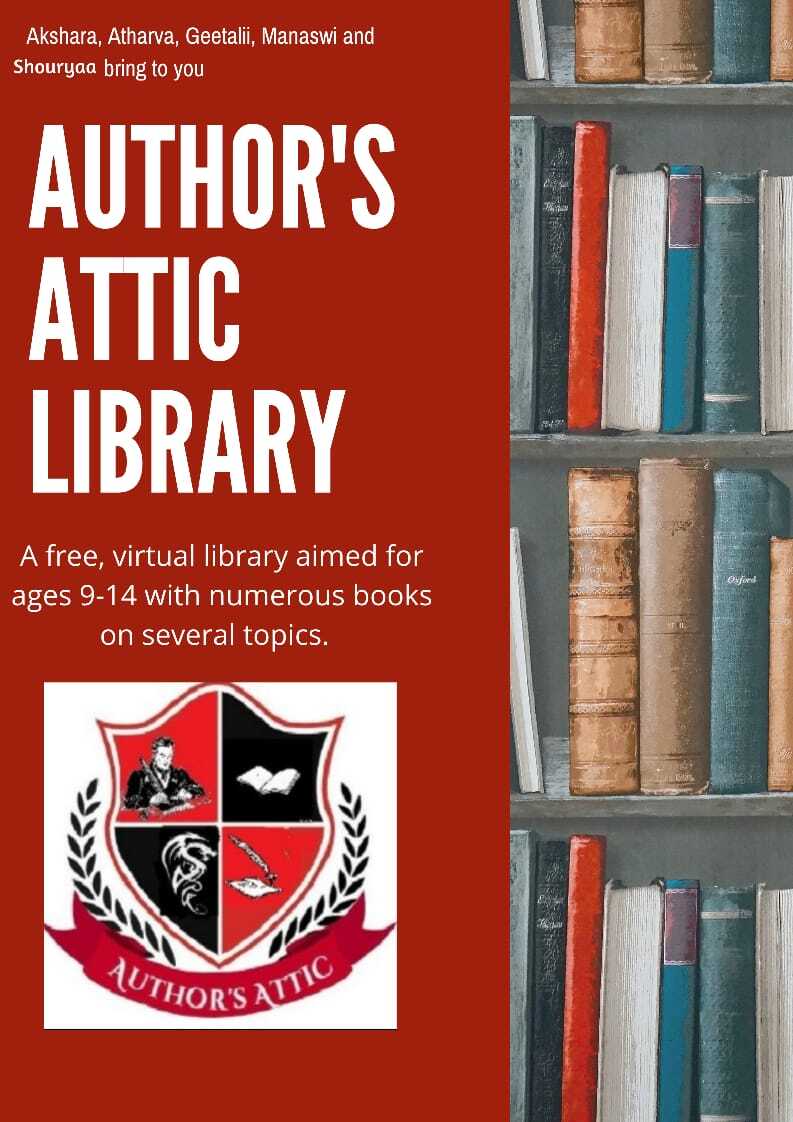 Akshara, Atharva, Geetalii, Manaswi and
Shouryaa bring to you
AUTHOR'S
ATTIC
LIBRARY
A free, virtual library aimed for
ages 9-14 with numerous books
on several topics.
AUTHOR'S ATTIC
Oxford